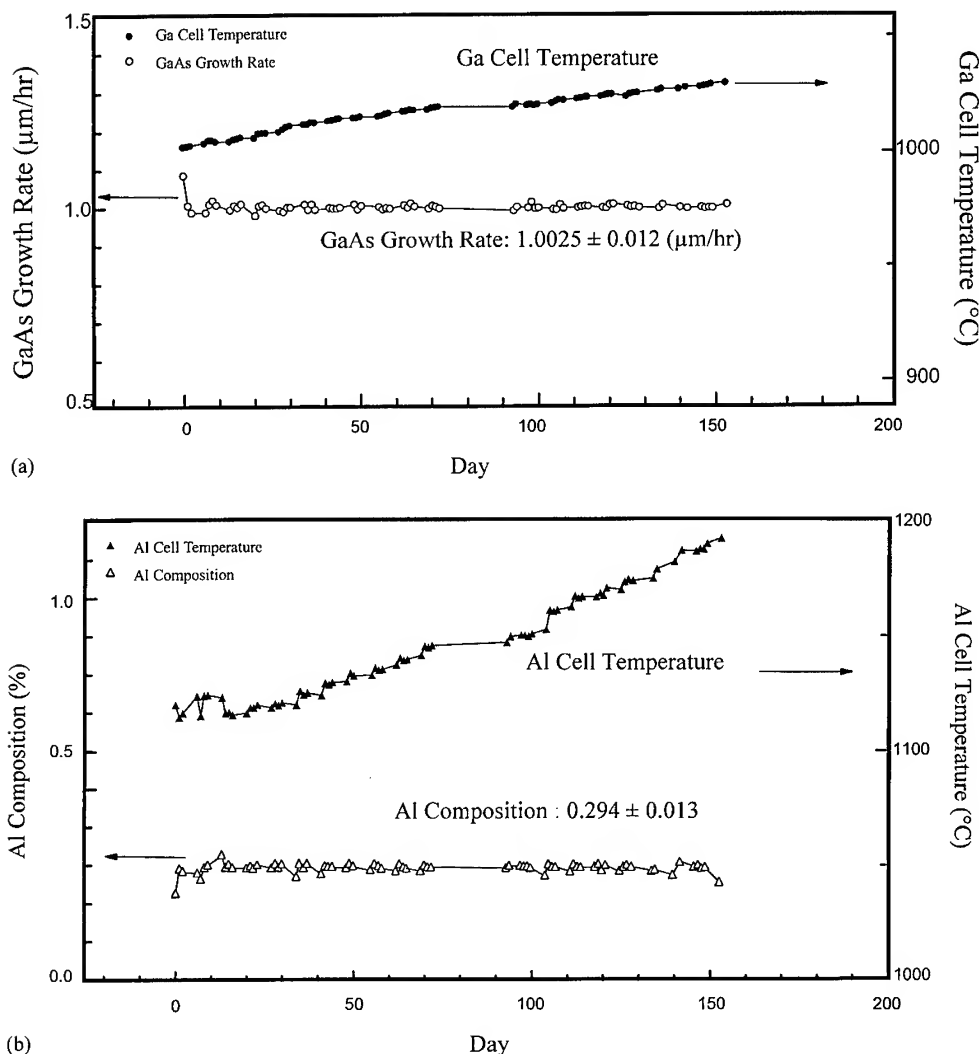 1.5
Ga Cell Temperature
GaAs Growth Rate
Ga Cell Temperature
1.0
GaAs Growth Rate: 1.0025 ± 0.012 (μm/hr)
0.5
GaAs Growth Rate (μm/hr)
1000
900
Ga Cell Temperature (°C)
0 50 100 150 200
Day
(a)
Al Cell Temperature
Al Composition
1.0
0.5
0.0
Al Composition (%)
Al Cell Temperature
Al Composition : 0.294 ± 0.013
1200
1100
1000
Al Cell Temperature (°C)
0 50 100 150 200
Day
(b)